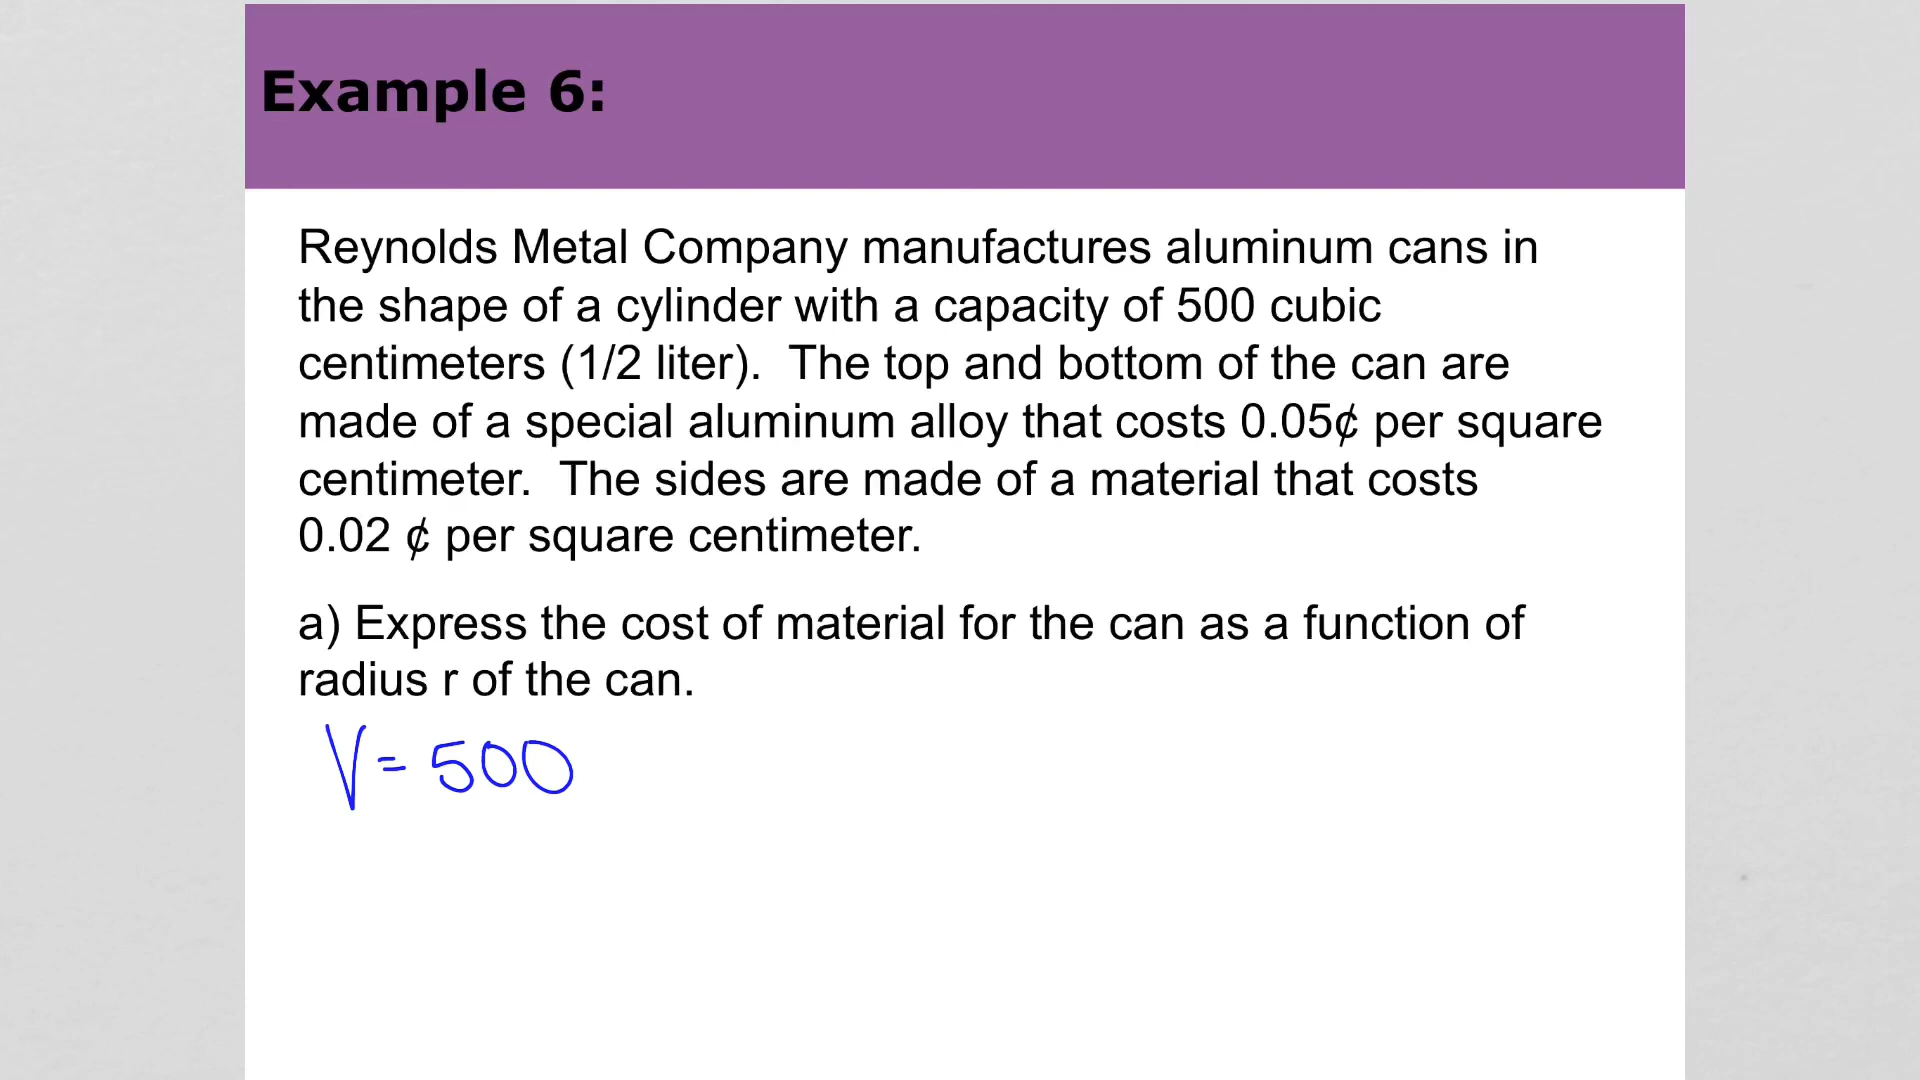 Example 6:
Reynolds Metal Company manufactures aluminum cans in
the shape of a cylinder with a capacity of 500 cubic
centimeters (1/2 liter).  The top and bottom of the can are
made of a special aluminum alloy that costs 0.05¢ per square
centimeter.  The sides are made of a material that costs
0.02 ¢ per square centimeter.
a) Express the cost of material for the can as a function of
radius r of the can.
V = 500